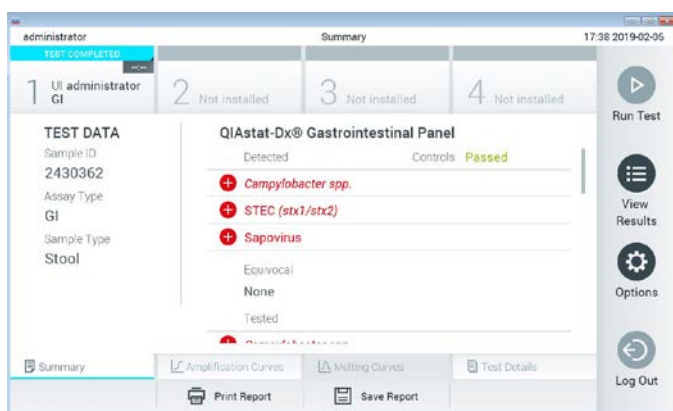 administrator Summary 17:38 2019-02-06
TEST COMPLETED
1 UI administrator GI
2 Not installed
3 Not installed
4 Not installed
Run Test
TEST DATA
Sample ID
2430362
Assay Type
GI
Sample Type
Stool
QIAstat-Dx® Gastrointestinal Panel
Detected Controls Passed
Campylobacter spp.
STEC (stx1/stx2)
Sapovirus
Equivocal
None
Tested
View Results
Options
Summary Amplification Curves Melting Curves Test Details
Print Report Save Report
Log Out